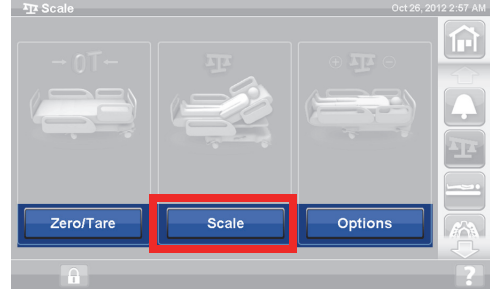 Scale Oct 26, 2012 2:57 AM
→0T←
Zero/Tare Scale Options
?